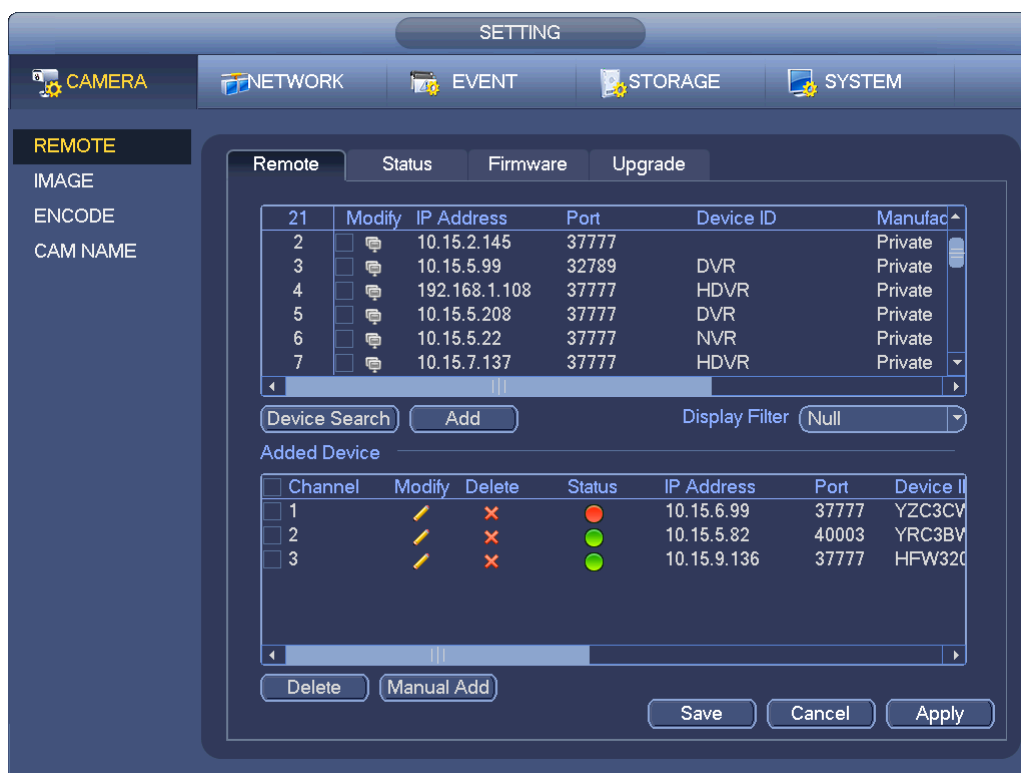 SETTING
CAMERA NETWORK EVENT STORAGE SYSTEM
REMOTE
IMAGE
ENCODE
CAM NAME
Remote Status Firmware Upgrade
21 Modify IP Address Port Device ID Manufac
2 10.15.2.145 37777 Private
3 10.15.5.99 32789 DVR Private
4 192.168.1.108 37777 HDVR Private
5 10.15.5.208 37777 DVR Private
6 10.15.5.22 37777 NVR Private
7 10.15.7.137 37777 HDVR Private
Device Search Add Display Filter Null
Added Device
Channel Modify Delete Status IP Address Port Device
1 10.15.6.99 37777 YZC3CW
2 10.15.5.82 40003 YRC3BW
3 10.15.9.136 37777 HFW320
Delete Manual Add
Save Cancel Apply